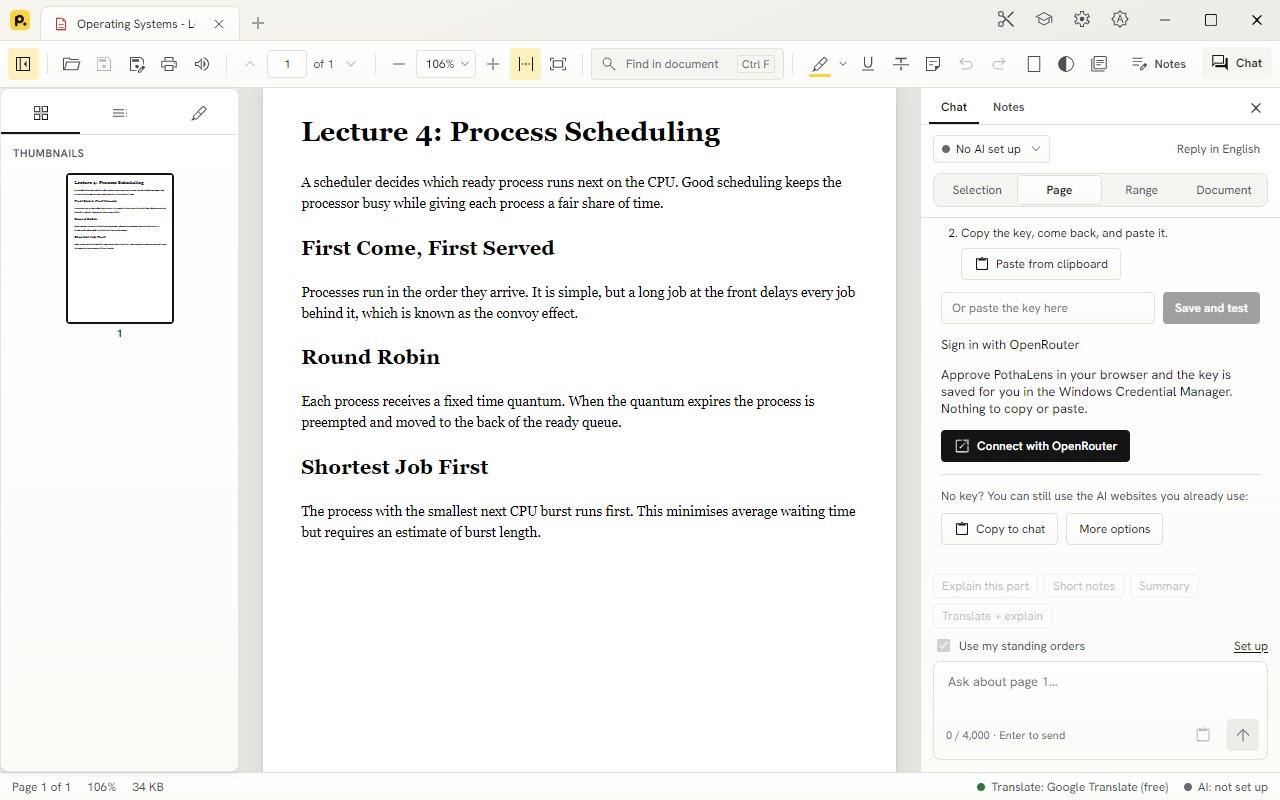 p.
Operating Systems - L
1
of 1
106%
Find in document
Ctrl F
Notes
Chat
THUMBNAILS
1
Lecture 4: Process Scheduling
A scheduler decides which ready process runs next on the CPU. Good scheduling keeps the
processor busy while giving each process a fair share of time.
First Come, First Served
Processes run in the order they arrive. It is simple, but a long job at the front delays every job
behind it, which is known as the convoy effect.
Round Robin
Each process receives a fixed time quantum. When the quantum expires the process is
preempted and moved to the back of the ready queue.
Shortest Job First
The process with the smallest next CPU burst runs first. This minimises average waiting time
but requires an estimate of burst length.
Chat
Notes
No AI set up
Reply in English
Selection
Page
Range
Document
2. Copy the key, come back, and paste it.
Paste from clipboard
Or paste the key here
Save and test
Sign in with OpenRouter
Approve PothaLens in your browser and the key is
saved for you in the Windows Credential Manager.
Nothing to copy or paste.
Connect with OpenRouter
No key? You can still use the AI websites you already use:
Copy to chat
More options
Explain this part
Short notes
Summary
Translate + explain
Use my standing orders
Set up
Ask about page 1...
0 / 4,000 · Enter to send
Page 1 of 1
106%
34 KB
Translate: Google Translate (free)
AI: not set up